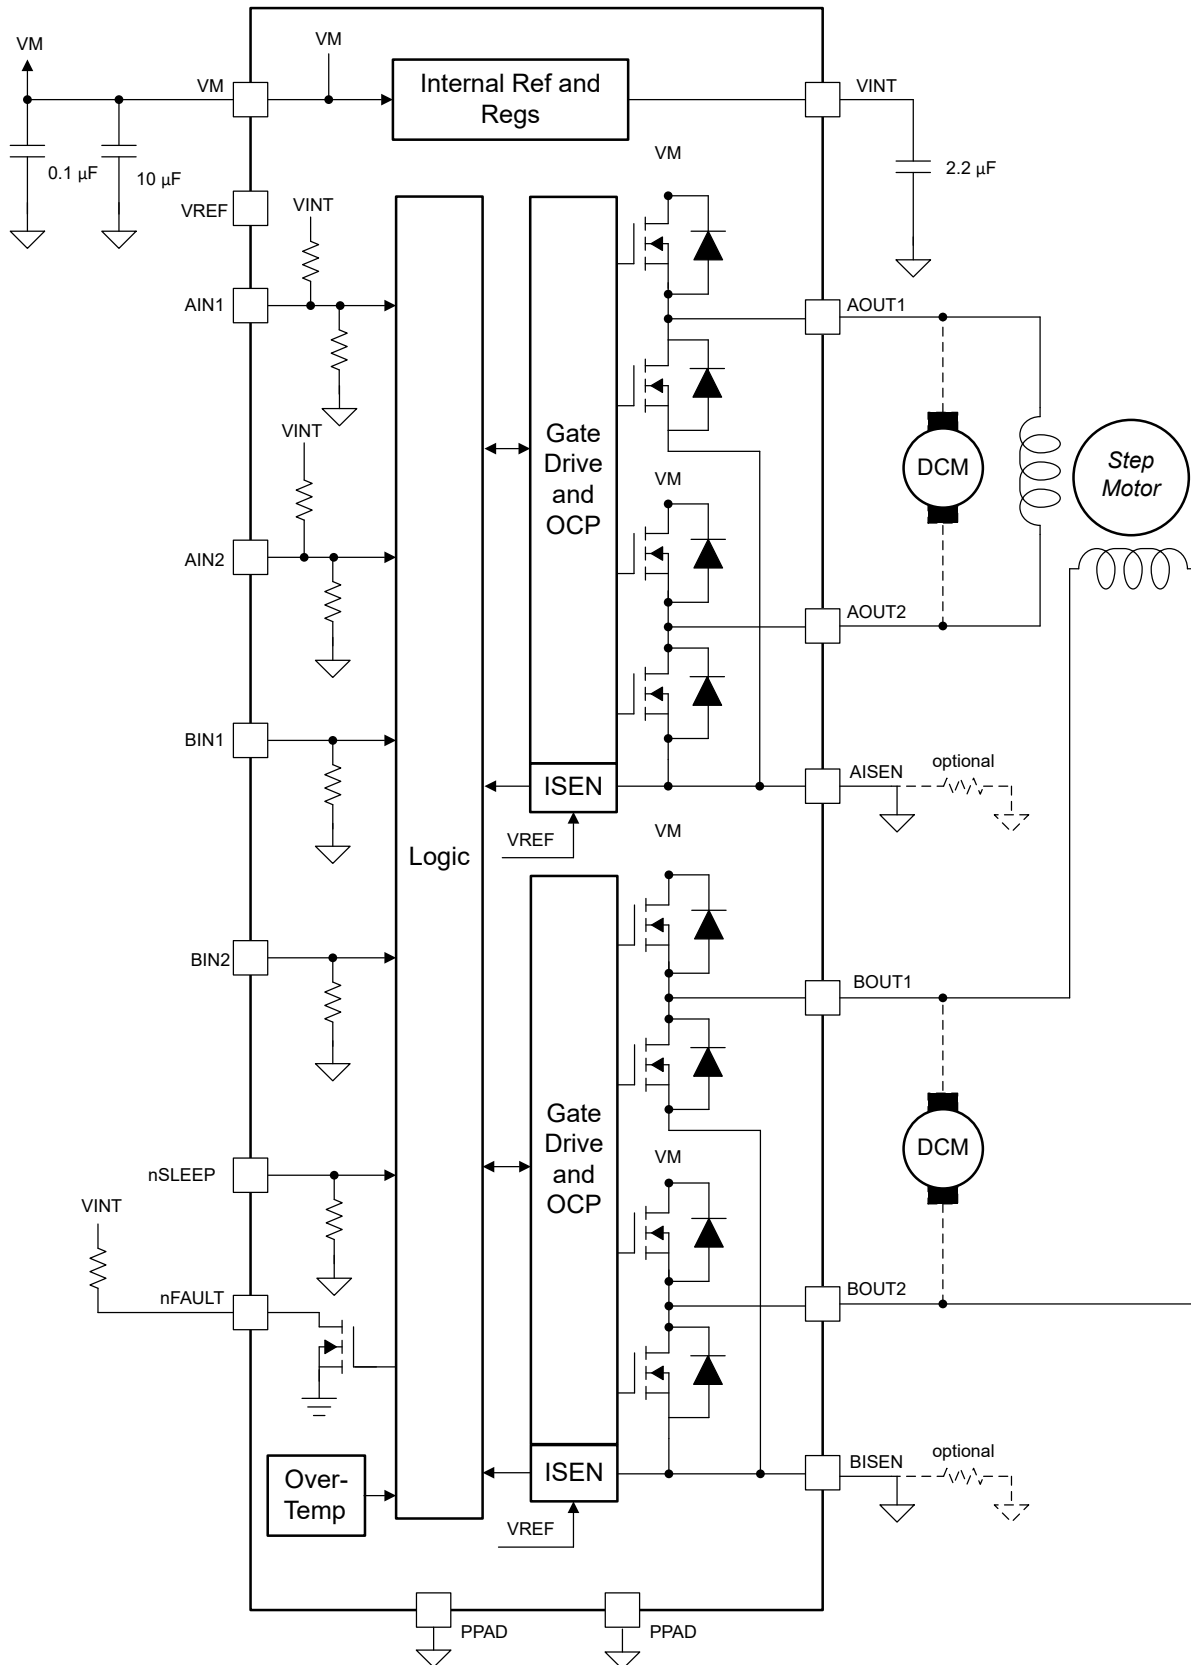 VM
VM
VM
Internal Ref and
Regs
VINT
0.1 µF
10 µF
2.2 µF
VM
VREF
VINT
AIN1
AOUT1
VINT
Gate
Drive
and
OCP
DCM
Step
Motor
VM
AIN2
AOUT2
BIN1
ISEN
AISEN
optional
VREF
VM
Logic
BIN2
BOUT1
Gate
Drive
and
OCP
DCM
VM
nSLEEP
VINT
nFAULT
BOUT2
Over-
Temp
ISEN
BISEN
optional
VREF
PPAD
PPAD